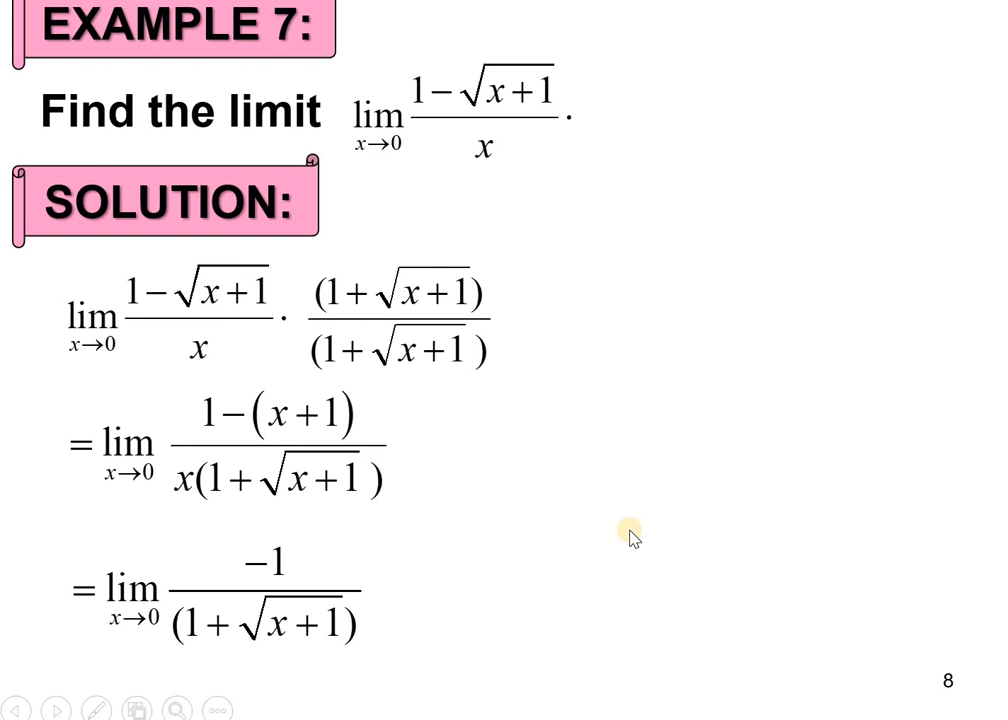 EXAMPLE 7:
Find the limit lim_{x→0} (1 − √(x+1)) / x .
SOLUTION:
lim_{x→0} (1 − √(x+1)) / x · (1 + √(x+1)) / (1 + √(x+1))
= lim_{x→0} (1 − (x+1)) / (x(1 + √(x+1)))
= lim_{x→0} −1 / (1 + √(x+1))
8